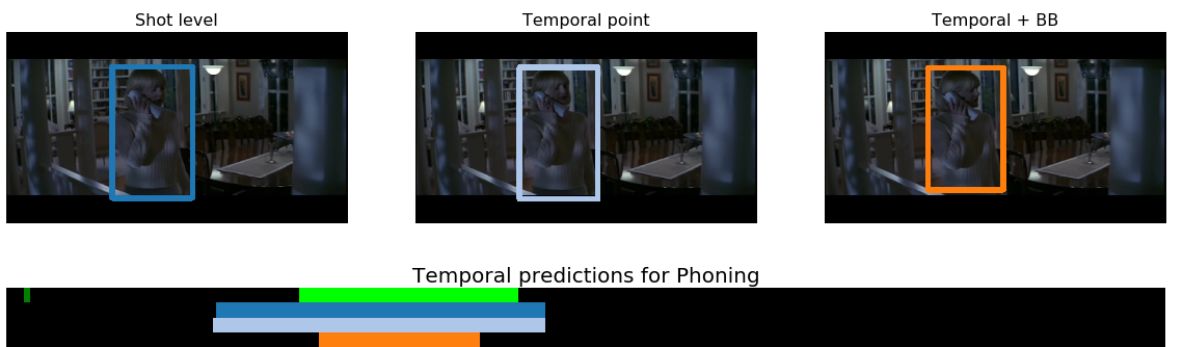 Shot level
Temporal point
Temporal + BB
Temporal predictions for Phoning